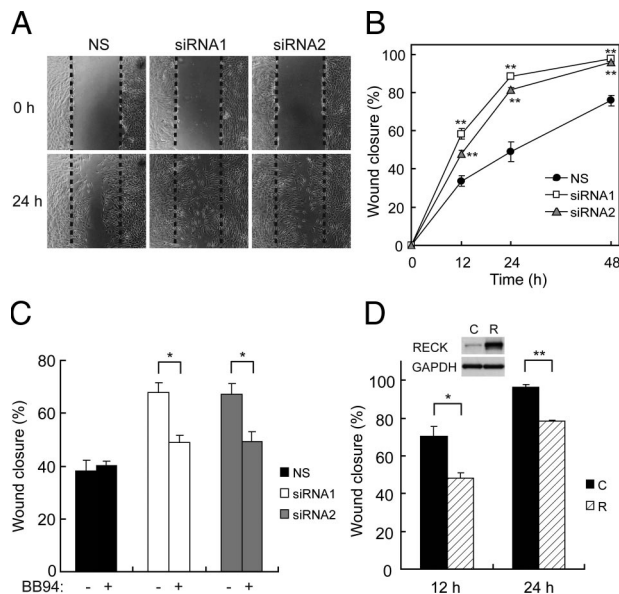 A
NS siRNA1 siRNA2
0 h
24 h
B
Wound closure (%)
100
80
60
40
20
0
**
**
**
**
**
**
NS
siRNA1
siRNA2
0 12 24 48
Time (h)
C
Wound closure (%)
80
60
40
20
0
*
*
NS
siRNA1
siRNA2
BB94: - + - + - +
D
C R
RECK
GAPDH
Wound closure (%)
100
80
60
40
20
0
*
**
C
R
12 h 24 h